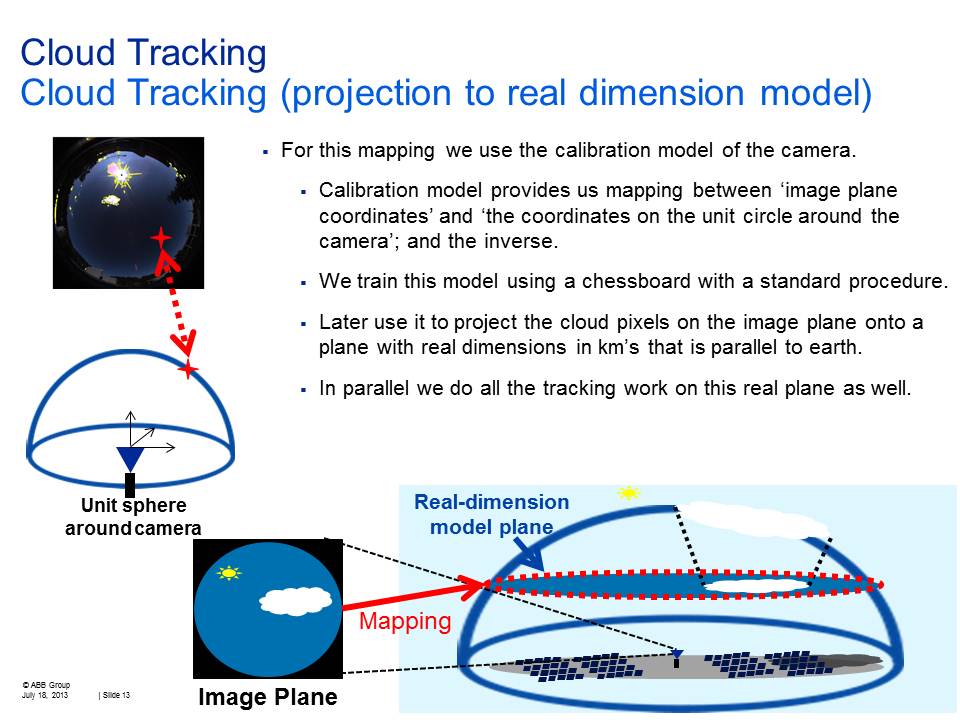 Cloud Tracking
Cloud Tracking (projection to real dimension model)
▪ For this mapping we use the calibration model of the camera.
▪ Calibration model provides us mapping between ‘image plane
coordinates’ and ‘the coordinates on the unit circle around the
camera’; and the inverse.
▪ We train this model using a chessboard with a standard procedure.
▪ Later use it to project the cloud pixels on the image plane onto a
plane with real dimensions in km’s that is parallel to earth.
▪ In parallel we do all the tracking work on this real plane as well.
Unit sphere
around camera
Real-dimension
model plane
Mapping
Image Plane
© ABB Group
July 18, 2013 | Slide 13